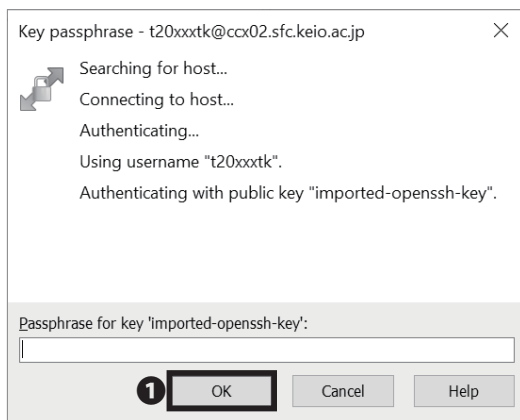 Key passphrase - t20xxxtk@ccx02.sfc.keio.ac.jp
Searching for host...
Connecting to host...
Authenticating...
Using username "t20xxxtk".
Authenticating with public key "imported-openssh-key".
Passphrase for key 'imported-openssh-key':
❶ OK Cancel Help